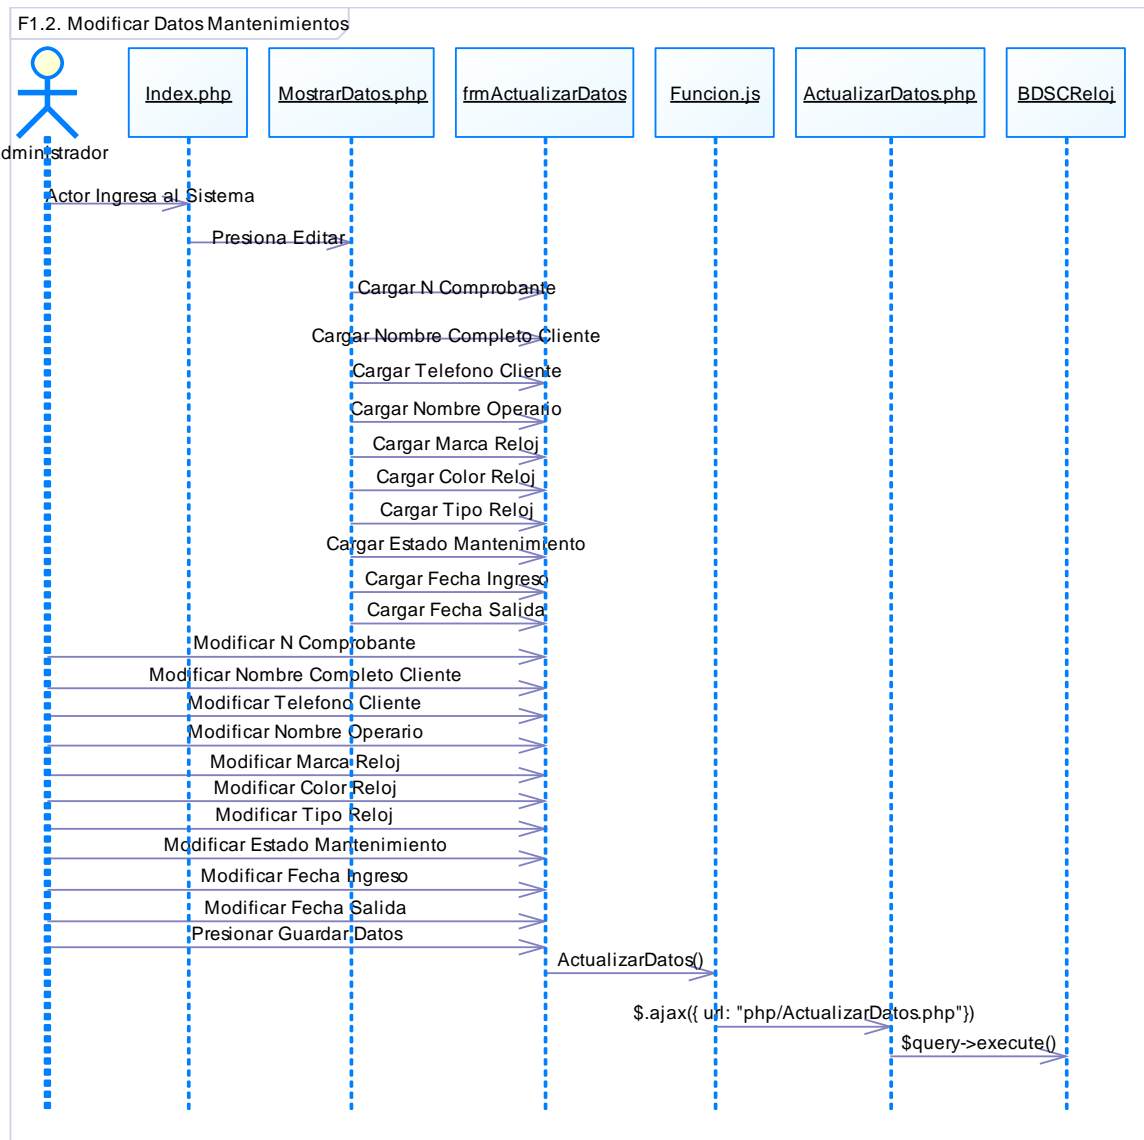 F1.2. Modificar Datos Mantenimientos
Index.php
MostrarDatos.php
frmActualizarDatos
Funcion.js
ActualizarDatos.php
BDSCReloj
dministrador
Actor Ingresa al Sistema
Presiona Editar
Cargar N Comprobante
Cargar Nombre Completo Cliente
Cargar Telefono Cliente
Cargar Nombre Operario
Cargar Marca Reloj
Cargar Color Reloj
Cargar Tipo Reloj
Cargar Estado Mantenimiento
Cargar Fecha Ingreso
Cargar Fecha Salida
Modificar N Comprobante
Modificar Nombre Completo Cliente
Modificar Telefono Cliente
Modificar Nombre Operario
Modificar Marca Reloj
Modificar Color Reloj
Modificar Tipo Reloj
Modificar Estado Mantenimiento
Modificar Fecha Ingreso
Modificar Fecha Salida
Presionar Guardar Datos
ActualizarDatos()
$.ajax({ url: "php/ActualizarDatos.php"})
$query->execute()